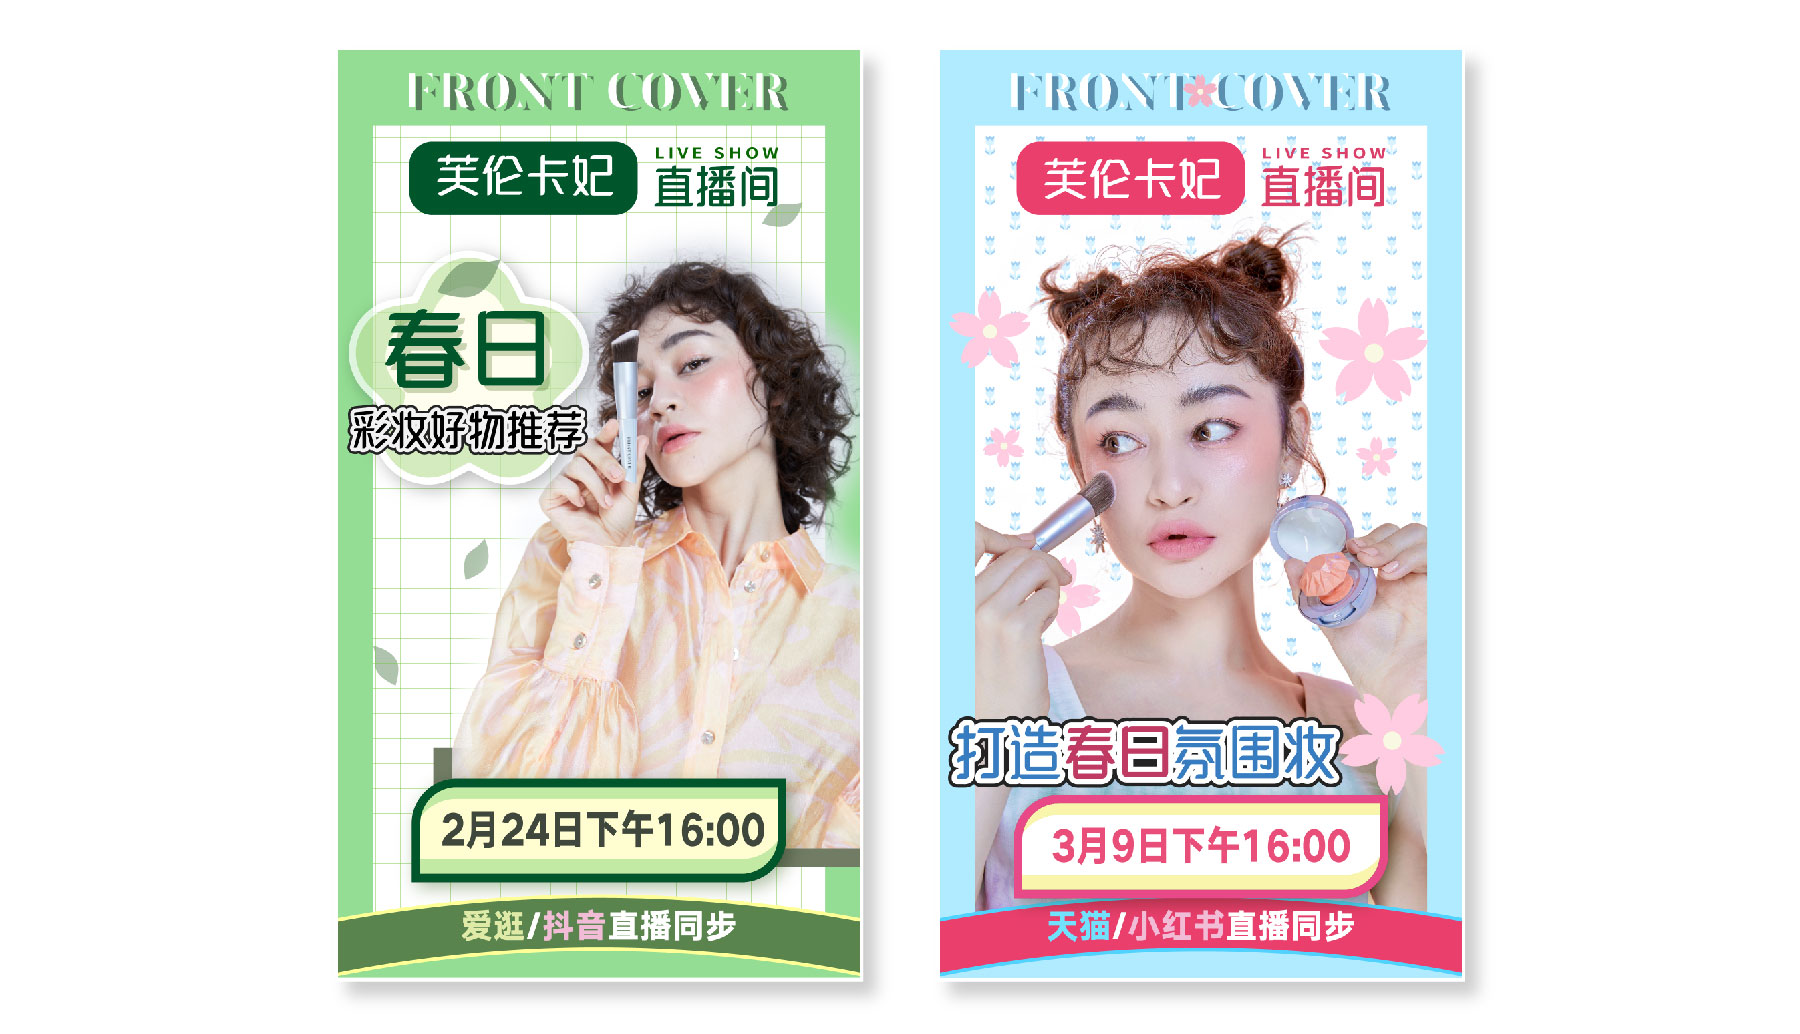 FRONT COVER
芙伦卡妃
LIVE SHOW
直播间
春日
彩妆好物推荐
2月24日下午16:00
爱逛/抖音直播同步
FRONT COVER
芙伦卡妃
LIVE SHOW
直播间
打造春日氛围妆
3月9日下午16:00
天猫/小红书直播同步